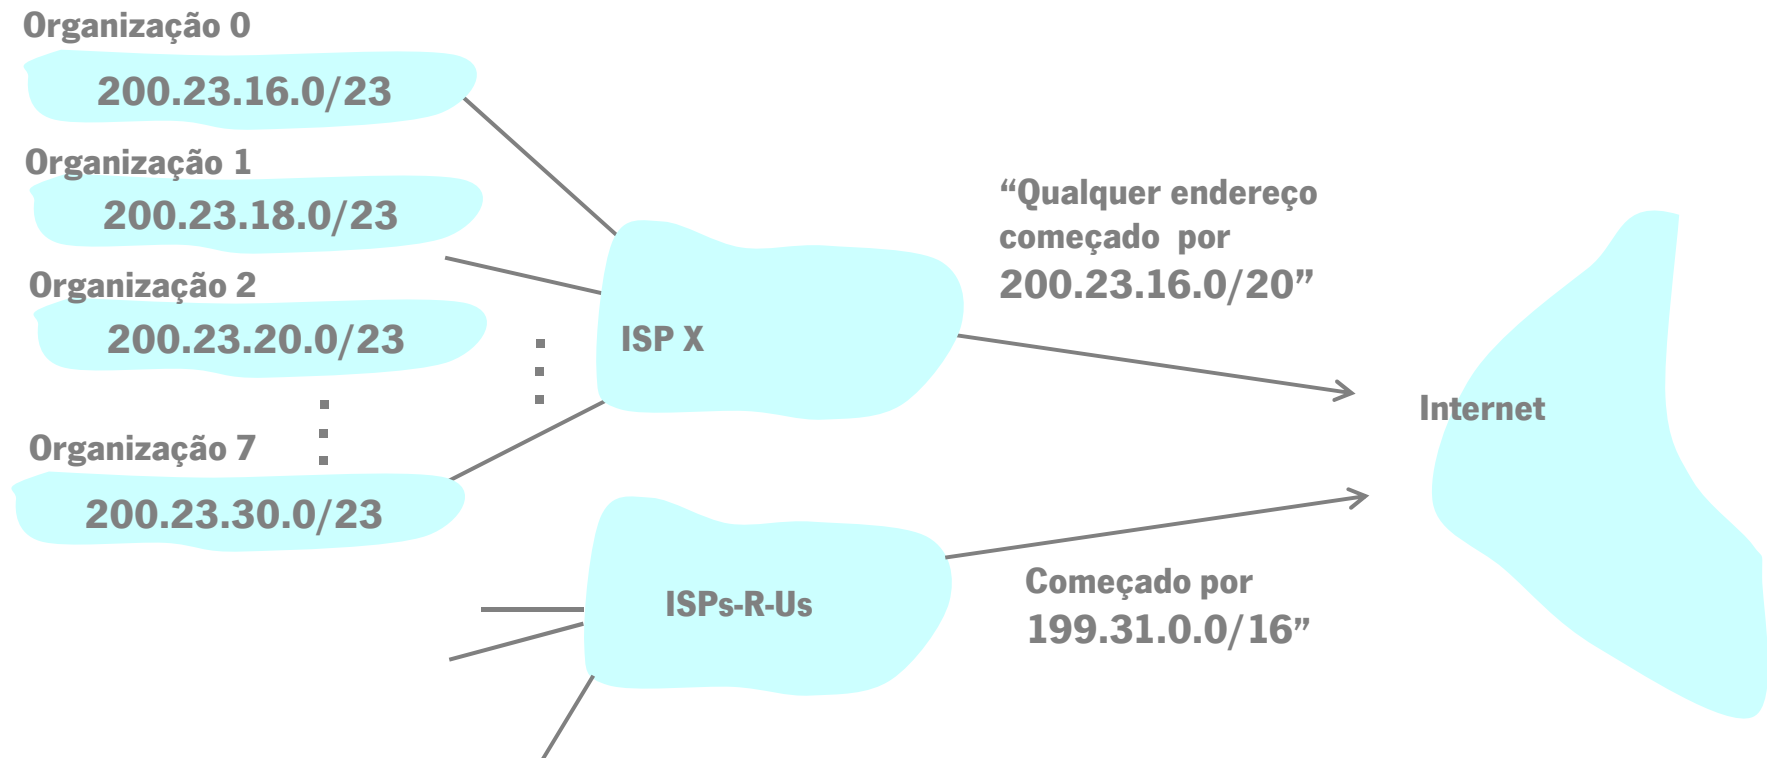 Organização 0
200.23.16.0/23
Organização 1
200.23.18.0/23
Organização 2
200.23.20.0/23
Organização 7
200.23.30.0/23
ISP X
“Qualquer endereço
começado por
200.23.16.0/20”
Internet
ISPs-R-Us
Começado por
199.31.0.0/16”